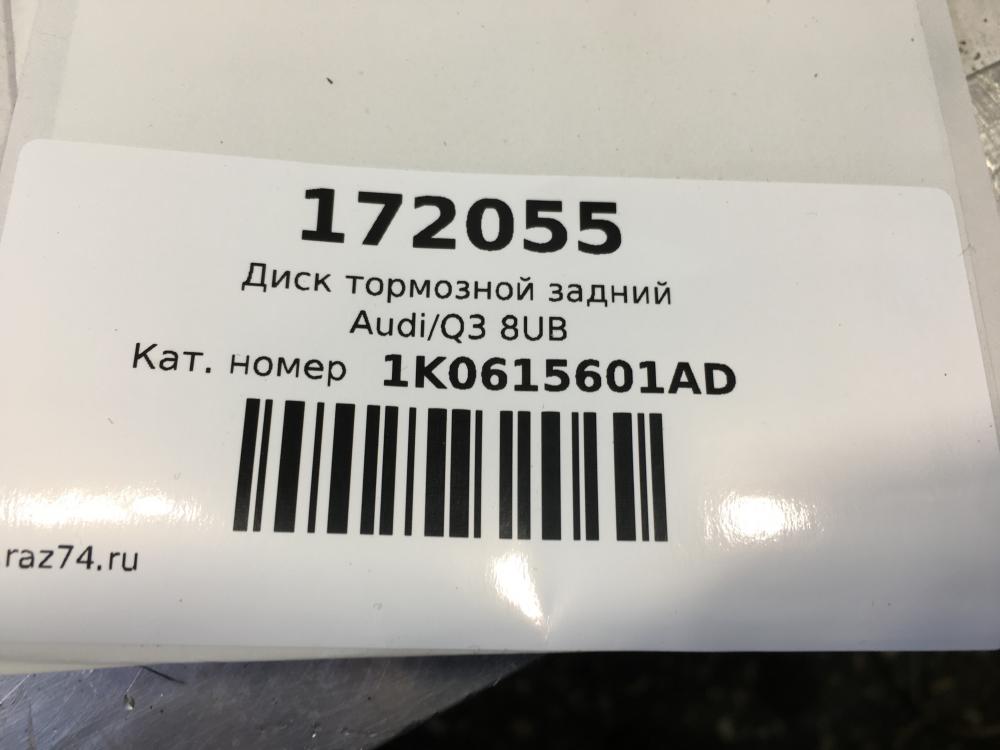 172055
Диск тормозной задний
Audi/Q3 8UB
Кат. номер 1K0615601AD
raz74.ru